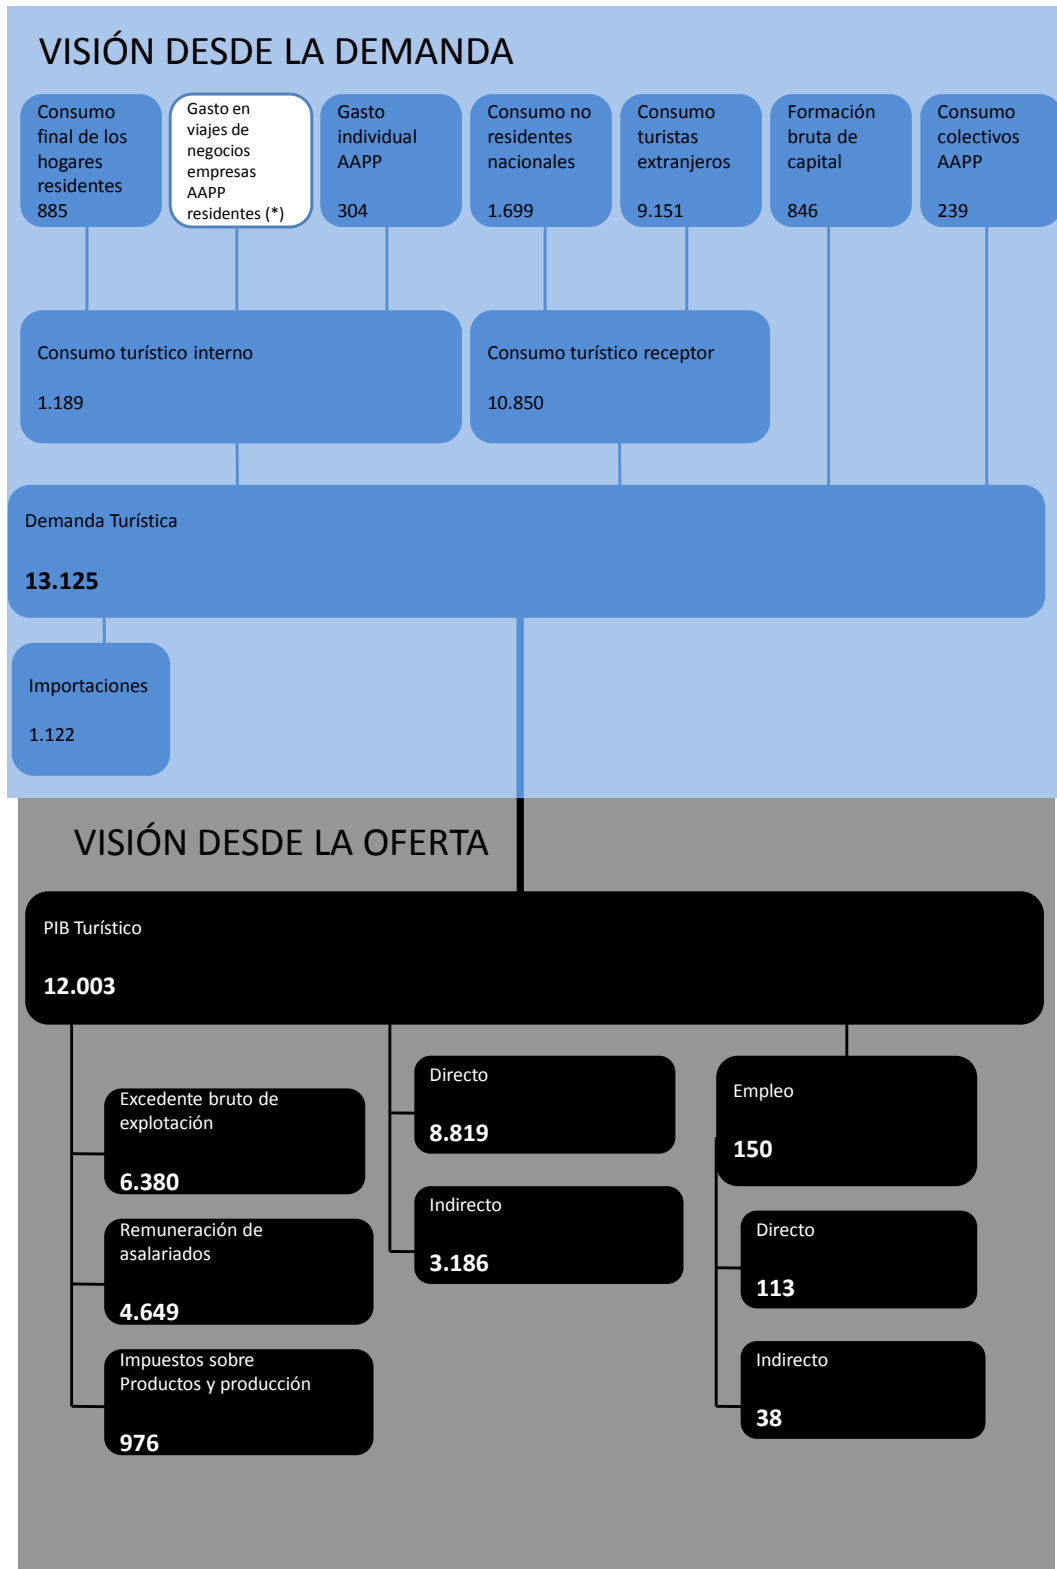 VISIÓN DESDE LA DEMANDA
Consumo
final de los
hogares
residentes
885
Gasto en
viajes de
negocios
empresas
AAPP
residentes (*)
Gasto
individual
AAPP
304
Consumo no
residentes
nacionales
1.699
Consumo
turistas
extranjeros
9.151
Formación
bruta de
capital
846
Consumo
colectivos
AAPP
239
Consumo turístico interno
1.189
Consumo turístico receptor
10.850
Demanda Turística
13.125
Importaciones
1.122
VISIÓN DESDE LA OFERTA
PIB Turístico
12.003
Excedente bruto de
explotación
6.380
Remuneración de
asalariados
4.649
Impuestos sobre
Productos y producción
976
Directo
8.819
Indirecto
3.186
Empleo
150
Directo
113
Indirecto
38